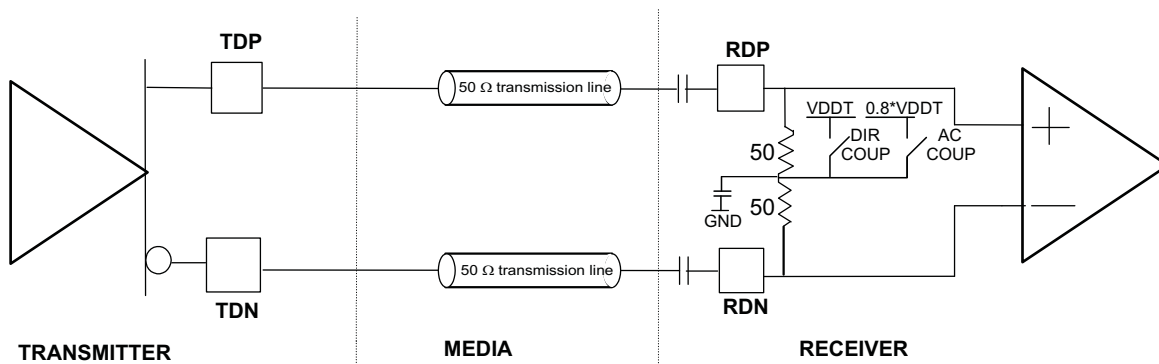 TDP
RDP
50 Ω transmission line
VDDT 0.8*VDDT
DIR
COUP
AC
COUP
50
50
GND
50 Ω transmission line
TDN
RDN
TRANSMITTER
MEDIA
RECEIVER